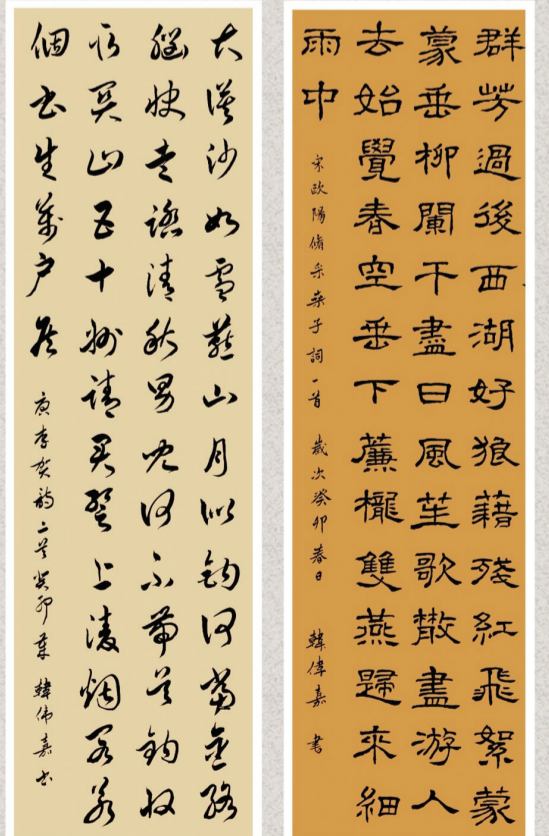 群芳過後西湖好狼藉殘紅飛絮蒙
蒙垂柳闌干盡日風笙歌散盡游人
去始覺春空垂下簾櫳雙燕歸來細
雨中
宋歐陽脩采桑子詞一首 歲次癸卯春日 韓偉嘉 書
大漠沙如雪燕山月似鉤何當金絡
腦快走踏清秋男兒何不帶吳鉤收
取關山五十州請君暫上凌煙閣若
個書生萬戶侯
唐李賀詩二首癸卯 韓偉嘉書